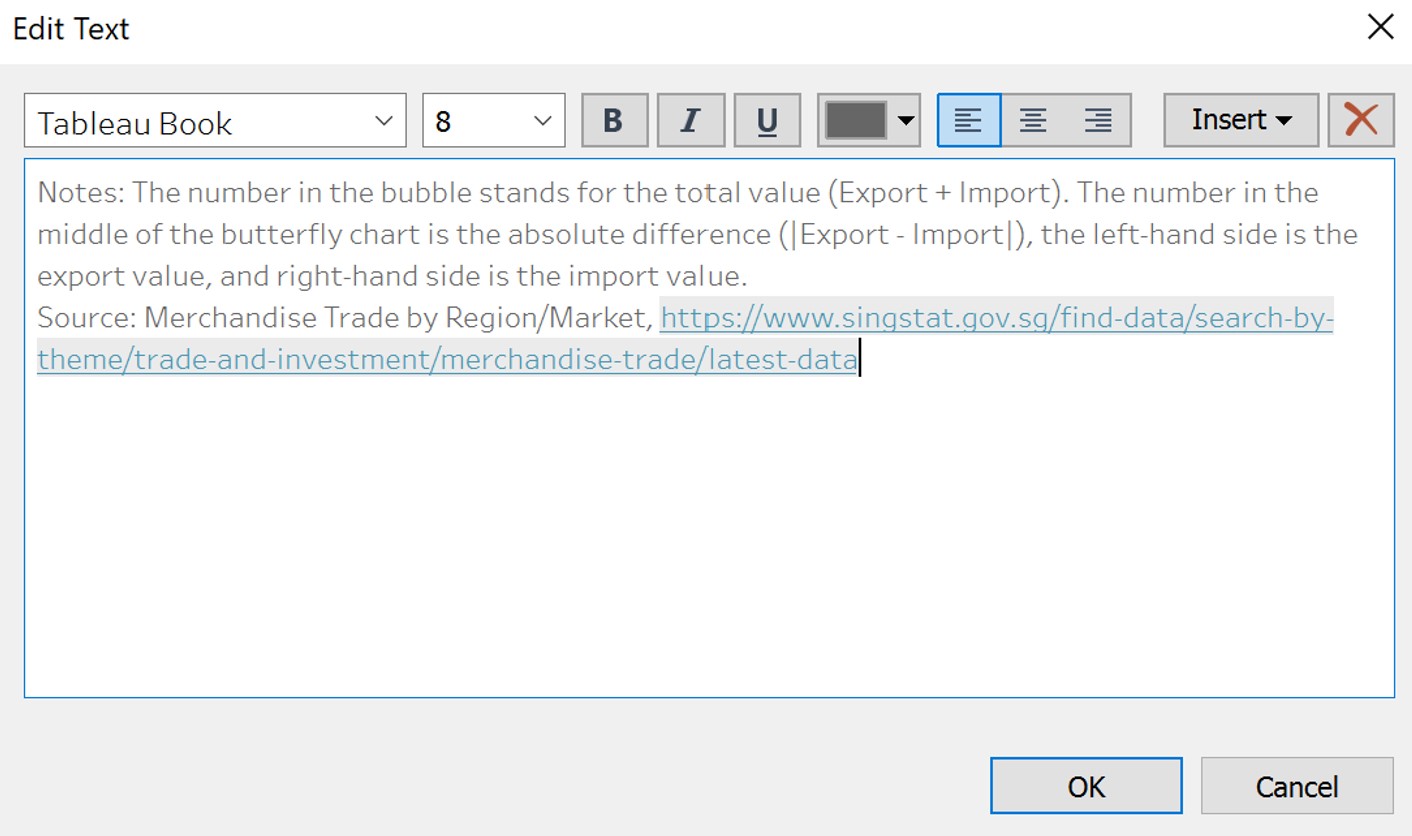 Edit Text
Tableau Book 8 B I U Insert
Notes: The number in the bubble stands for the total value (Export + Import). The number in the
middle of the butterfly chart is the absolute difference (|Export - Import|), the left-hand side is the
export value, and right-hand side is the import value.
Source: Merchandise Trade by Region/Market, https://www.singstat.gov.sg/find-data/search-by-
theme/trade-and-investment/merchandise-trade/latest-data
OK Cancel